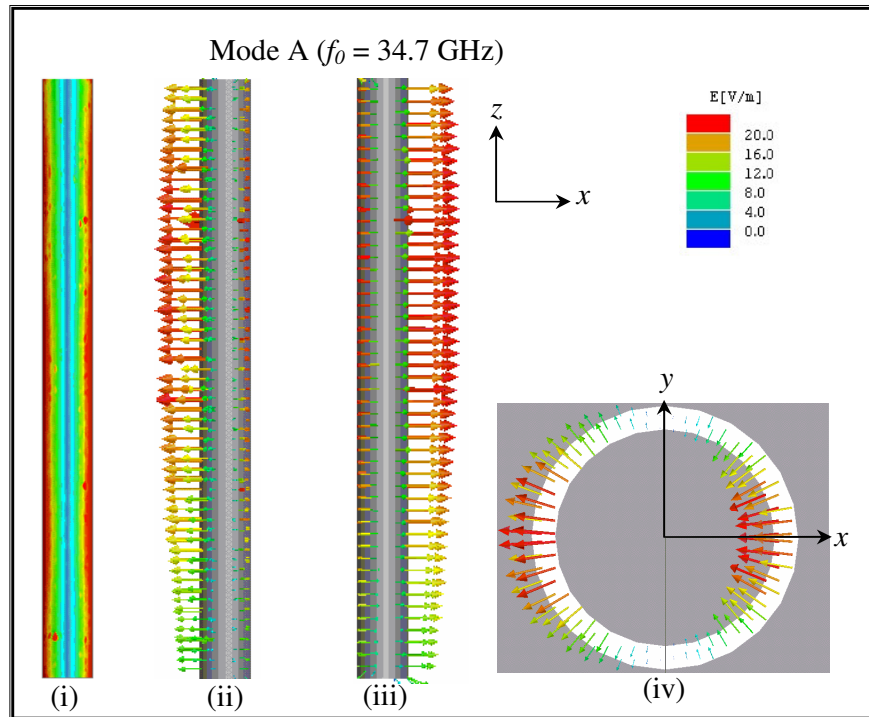 Mode A (f0 = 34.7 GHz)
z
x
E[V/m]
20.0
16.0
12.0
8.0
4.0
0.0
y
x
(i)
(ii)
(iii)
(iv)